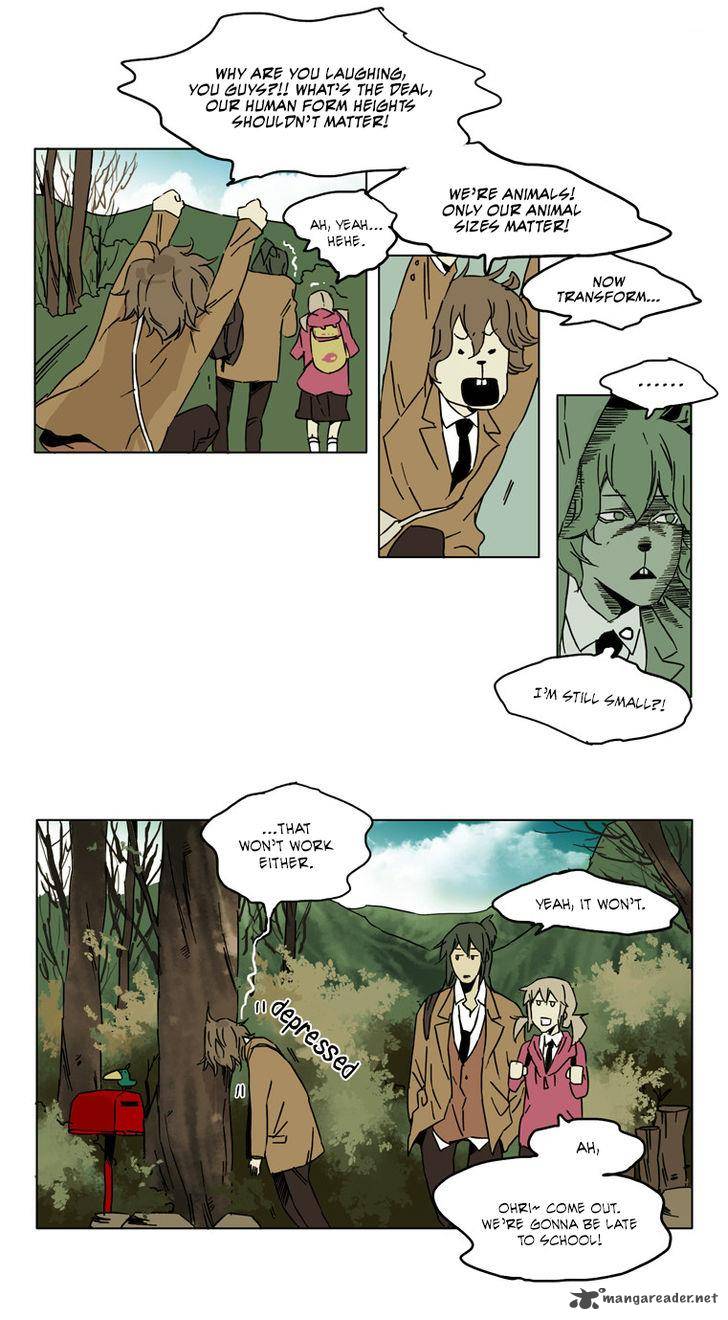 WHY ARE YOU LAUGHING,
YOU GUYS?!! WHAT'S THE DEAL,
OUR HUMAN FORM HEIGHTS
SHOULDN'T MATTER!
AH, YEAH...
HEHE.
WE'RE ANIMALS!
ONLY OUR ANIMAL
SIZES MATTER!
NOW
TRANSFORM...
......
I'M STILL SMALL?!
...THAT
WON'T WORK
EITHER.
YEAH, IT WON'T.
depressed
AH,
OHRI~ COME OUT.
WE'RE GONNA BE LATE
TO SCHOOL!
mangareader.net